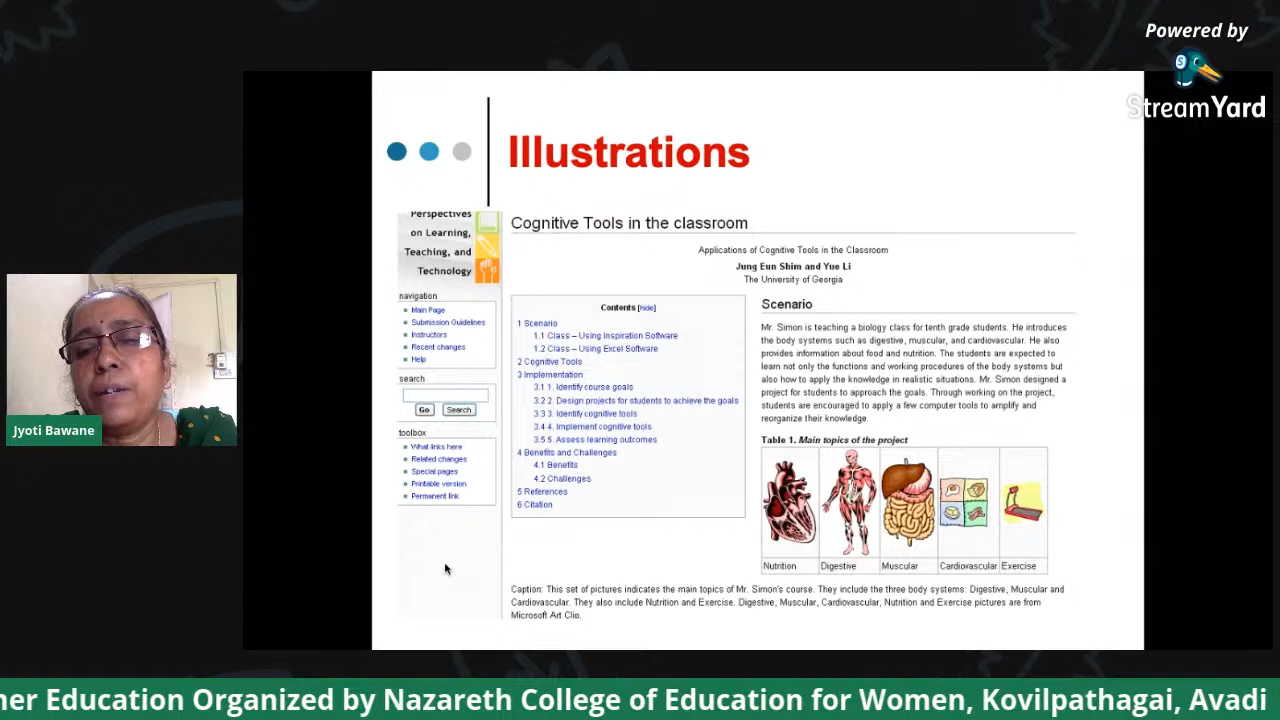 Powered by
StreamYard
Illustrations
Perspectives
on Learning,
Teaching, and
Technology
navigation
Main Page
Submission Guidelines
Instructors
Recent changes
Help
search
Go Search
toolbox
What links here
Related changes
Special pages
Printable version
Permanent link
Cognitive Tools in the classroom
Applications of Cognitive Tools in the Classroom
Jung Eun Shim and Yue Li
The University of Georgia
Contents [hide]
1 Scenario
1.1 Class – Using Inspiration Software
1.2 Class – Using Excel Software
2 Cognitive Tools
3 Implementation
3.1 1. Identify course goals
3.2 2. Design projects for students to achieve the goals
3.3 3. Identify cognitive tools
3.4 4. Implement cognitive tools
3.5 5. Assess learning outcomes
4 Benefits and Challenges
4.1 Benefits
4.2 Challenges
5 References
6 Citation
Scenario
Mr. Simon is teaching a biology class for tenth grade students. He introduces
the body systems such as digestive, muscular, and cardiovascular. He also
provides information about food and nutrition. The students are expected to
learn not only the functions and working procedures of the body systems but
also how to apply the knowledge in realistic situations. Mr. Simon designed a
project for students to approach the goals. Through working on the project,
students are encouraged to apply a few computer tools to amplify and
reorganize their knowledge.
Table 1. Main topics of the project
Nutrition Digestive Muscular Cardiovascular Exercise
Caption: This set of pictures indicates the main topics of Mr. Simon's course. They include the three body systems: Digestive, Muscular and
Cardiovascular. They also include Nutrition and Exercise. Digestive, Muscular, Cardiovascular, Nutrition and Exercise pictures are from
Microsoft Art Clip.
Jyoti Bawane
her Education Organized by Nazareth College of Education for Women, Kovilpathagai, Avadi